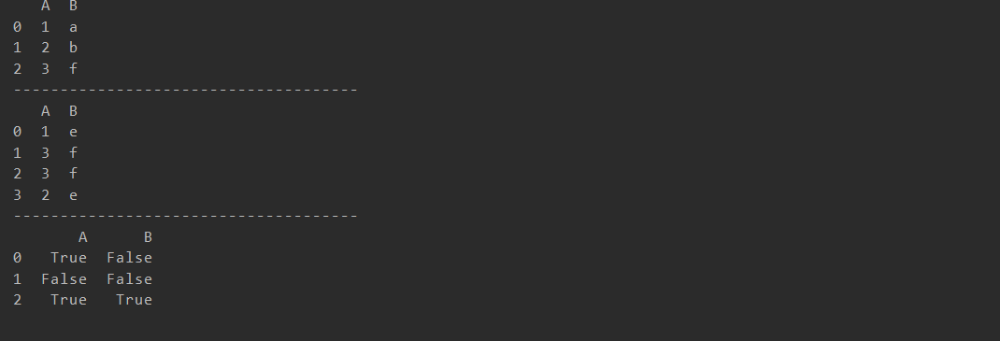 A  B
0  1  a
1  2  b
2  3  f
-------------------------------------
   A  B
0  1  e
1  3  f
2  3  f
3  2  e
-------------------------------------
       A      B
0   True  False
1  False  False
2   True   True